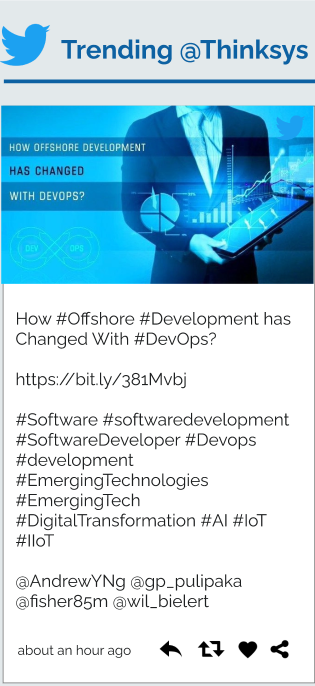 Trending @Thinksys
HOW OFFSHORE DEVELOPMENT
HAS CHANGED
WITH DEVOPS?
DEV OPS
How #Offshore #Development has
Changed With #DevOps?
https://bit.ly/381Mvbj
#Software #softwaredevelopment
#SoftwareDeveloper #Devops
#development
#EmergingTechnologies
#EmergingTech
#DigitalTransformation #AI #IoT
#IIoT
@AndrewYNg @gp_pulipaka
@fisher85m @wil_bielert
about an hour ago